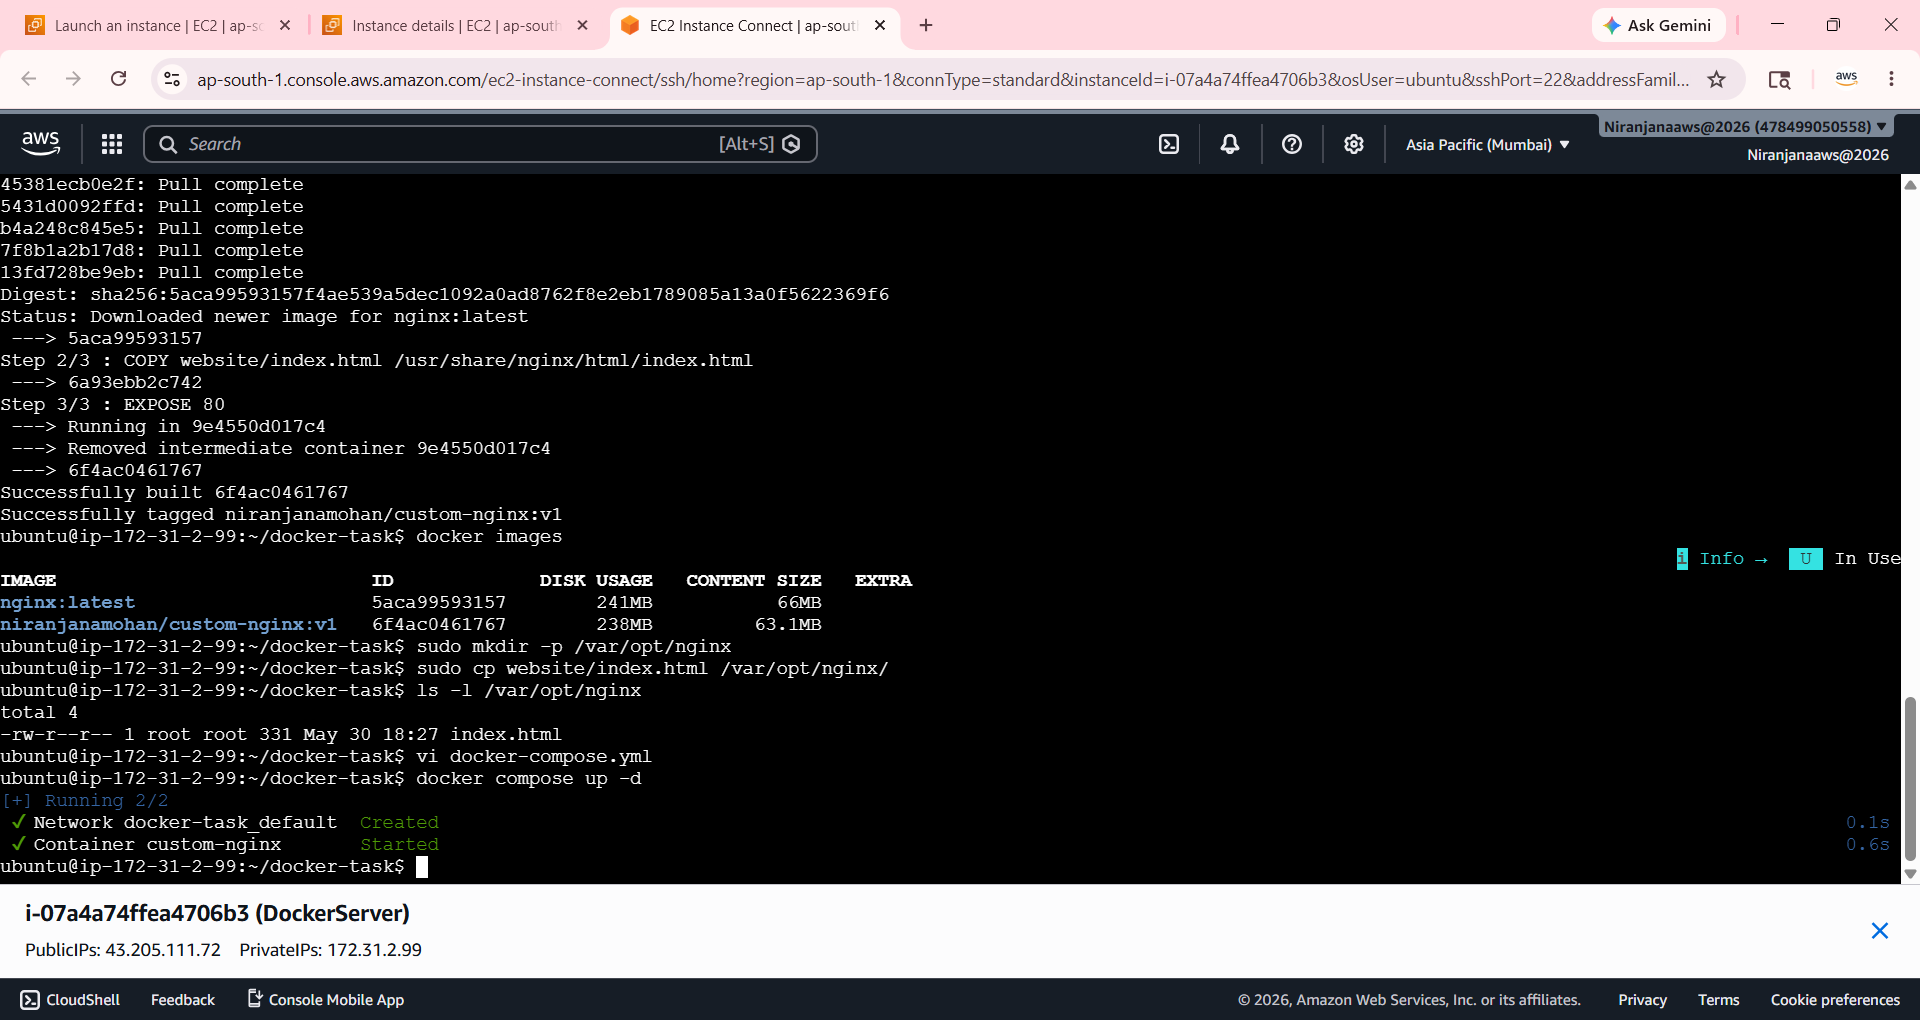 Launch an instance | EC2 | ap-so
Instance details | EC2 | ap-south
EC2 Instance Connect | ap-sout
Ask Gemini
ap-south-1.console.aws.amazon.com/ec2-instance-connect/ssh/home?region=ap-south-1&connType=standard&instanceId=i-07a4a74ffea4706b3&osUser=ubuntu&sshPort=22&addressFamil...
aws
aws
Search
[Alt+S]
Asia Pacific (Mumbai) ▼
Niranjanaaws@2026 (478499050558) ▼
Niranjanaaws@2026
45381ecb0e2f: Pull complete
5431d0092ffd: Pull complete
b4a248c845e5: Pull complete
7f8b1a2b17d8: Pull complete
13fd728be9eb: Pull complete
Digest: sha256:5aca99593157f4ae539a5dec1092a0ad8762f8e2eb1789085a13a0f5622369f6
Status: Downloaded newer image for nginx:latest
---> 5aca99593157
Step 2/3 : COPY website/index.html /usr/share/nginx/html/index.html
---> 6a93ebb2c742
Step 3/3 : EXPOSE 80
---> Running in 9e4550d017c4
---> Removed intermediate container 9e4550d017c4
---> 6f4ac0461767
Successfully built 6f4ac0461767
Successfully tagged niranjanamohan/custom-nginx:v1
ubuntu@ip-172-31-2-99:~/docker-task$ docker images
i Info → U In Use
IMAGE ID DISK USAGE CONTENT SIZE EXTRA
nginx:latest 5aca99593157 241MB 66MB
niranjanamohan/custom-nginx:v1 6f4ac0461767 238MB 63.1MB
ubuntu@ip-172-31-2-99:~/docker-task$ sudo mkdir -p /var/opt/nginx
ubuntu@ip-172-31-2-99:~/docker-task$ sudo cp website/index.html /var/opt/nginx/
ubuntu@ip-172-31-2-99:~/docker-task$ ls -l /var/opt/nginx
total 4
-rw-r--r-- 1 root root 331 May 30 18:27 index.html
ubuntu@ip-172-31-2-99:~/docker-task$ vi docker-compose.yml
ubuntu@ip-172-31-2-99:~/docker-task$ docker compose up -d
[+] Running 2/2
✓ Network docker-task_default Created 0.1s
✓ Container custom-nginx Started 0.6s
ubuntu@ip-172-31-2-99:~/docker-task$
i-07a4a74ffea4706b3 (DockerServer)
PublicIPs: 43.205.111.72 PrivateIPs: 172.31.2.99
CloudShell Feedback Console Mobile App © 2026, Amazon Web Services, Inc. or its affiliates. Privacy Terms Cookie preferences